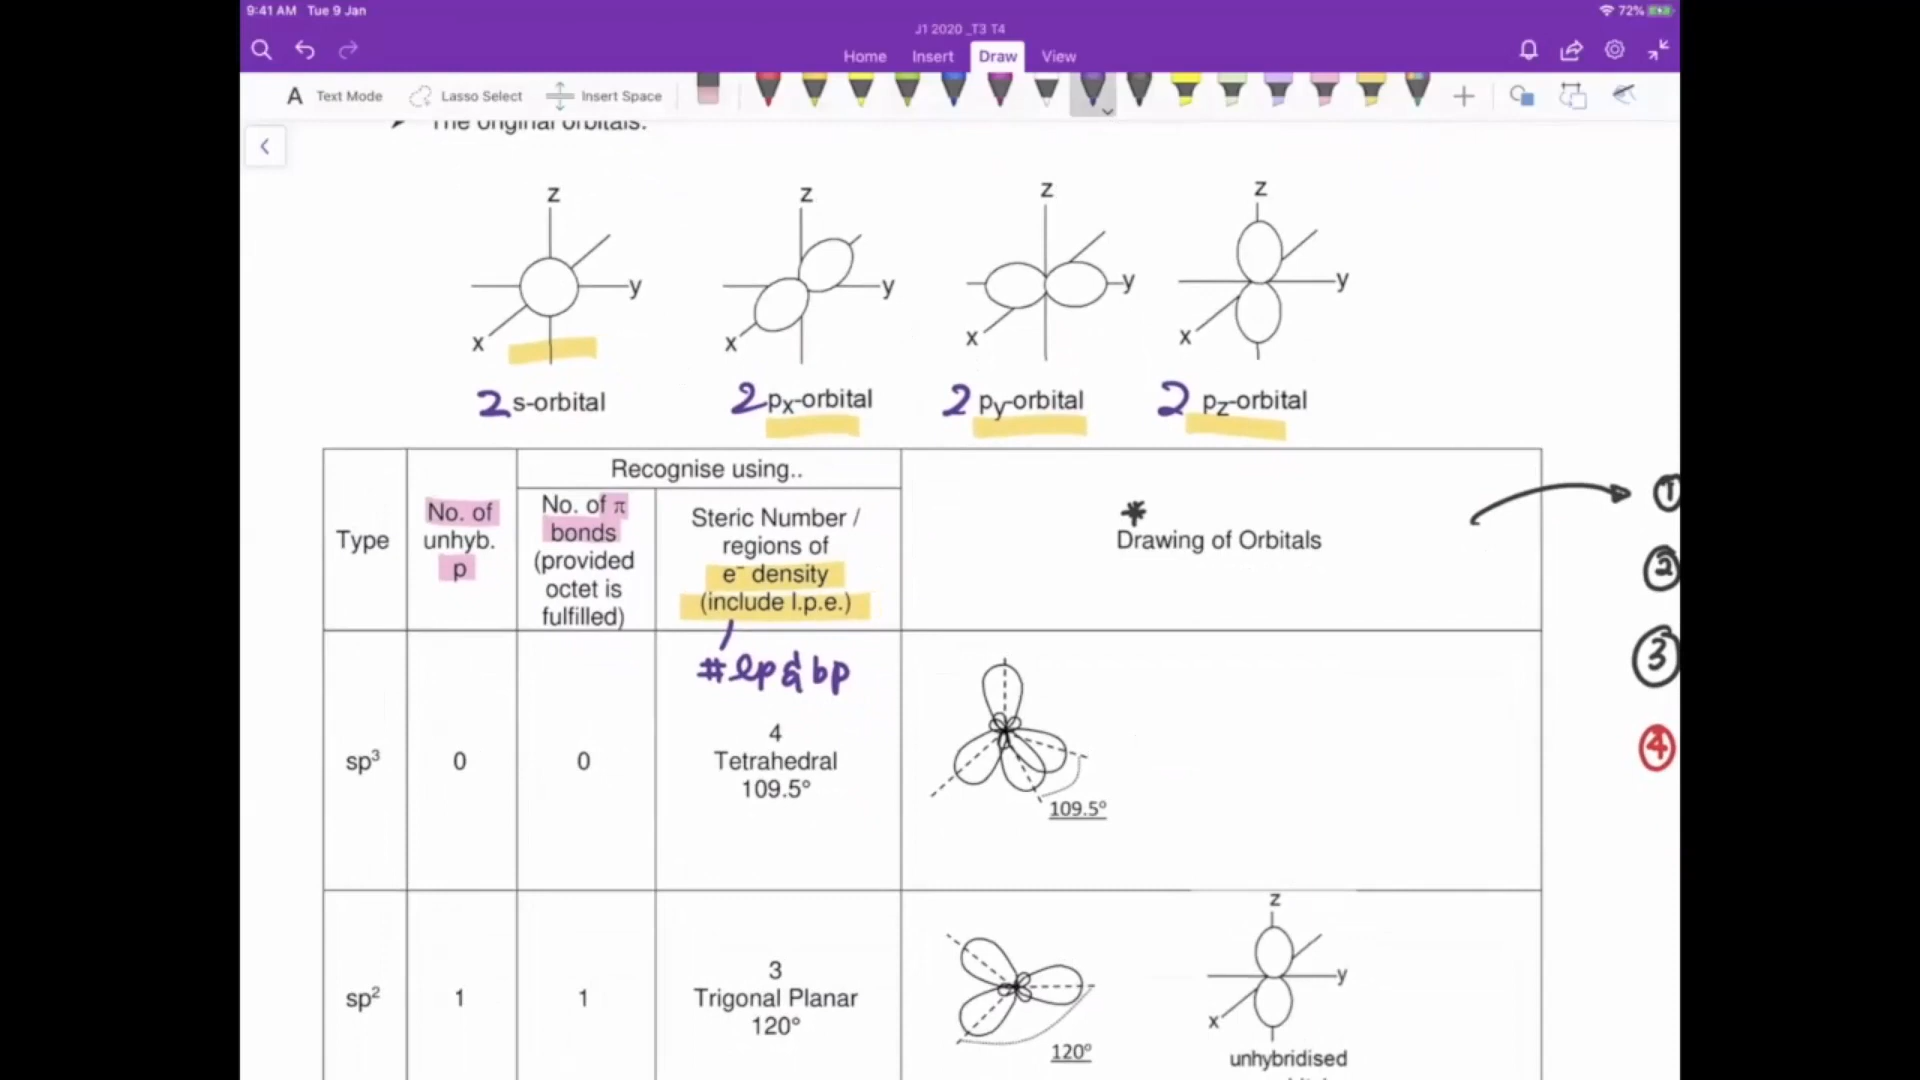 9:41 AM Tue 9 Jan
72%
J1 2020 _T3 T4
Home Insert Draw View
A Text Mode Lasso Select Insert Space
The original orbitals:
z z z z
y y y y
x x x x
2 s-orbital 2 px-orbital 2 py-orbital 2 pz-orbital
Recognise using..
Type
No. of
unhyb.
p
No. of π
bonds
(provided
octet is
fulfilled)
Steric Number /
regions of
e⁻ density
(include l.p.e.)
*
Drawing of Orbitals
①
②
③
④
# lp & bp
sp³
0
0
4
Tetrahedral
109.5°
109.5°
sp²
1
1
3
Trigonal Planar
120°
120°
z
y
x
unhybridised